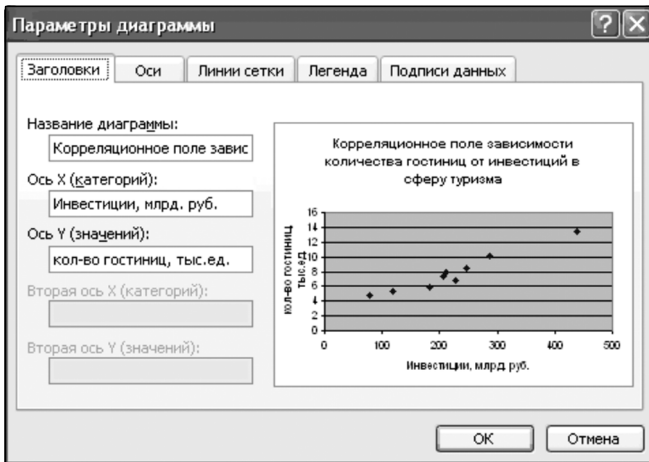 Параметры диаграммы
Заголовки Оси Линии сетки Легенда Подписи данных
Название диаграммы:
Корреляционное поле завис
Ось X (категорий):
Инвестиции, млрд. руб.
Ось Y (значений):
кол-во гостиниц, тыс.ед.
Вторая ось X (категорий):
Вторая ось Y (значений):
Корреляционное поле зависимости
количества гостиниц от инвестиций в
сферу туризма
кол-во гостиниц,
тыс.ед
16
14
12
10
8
6
4
2
0
0 100 200 300 400 500
Инвестиции, млрд. руб.
ОК Отмена